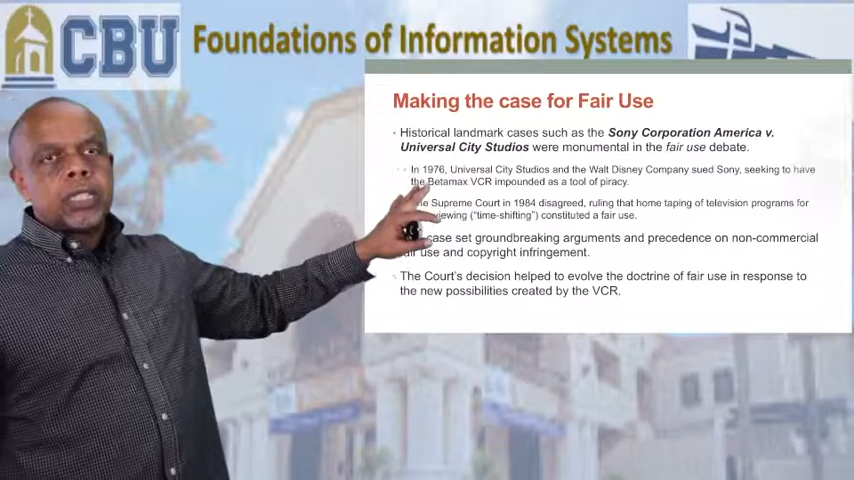 CBU
Foundations of Information Systems
Making the case for Fair Use
Historical landmark cases such as the Sony Corporation America v.
Universal City Studios were monumental in the fair use debate.
In 1976, Universal City Studios and the Walt Disney Company sued Sony, seeking to have
the Betamax VCR impounded as a tool of piracy.
Supreme Court in 1984 disagreed, ruling that home taping of television programs for
viewing (“time-shifting”) constituted a fair use.
case set groundbreaking arguments and precedence on non-commercial
use and copyright infringement.
The Court’s decision helped to evolve the doctrine of fair use in response to
the new possibilities created by the VCR.